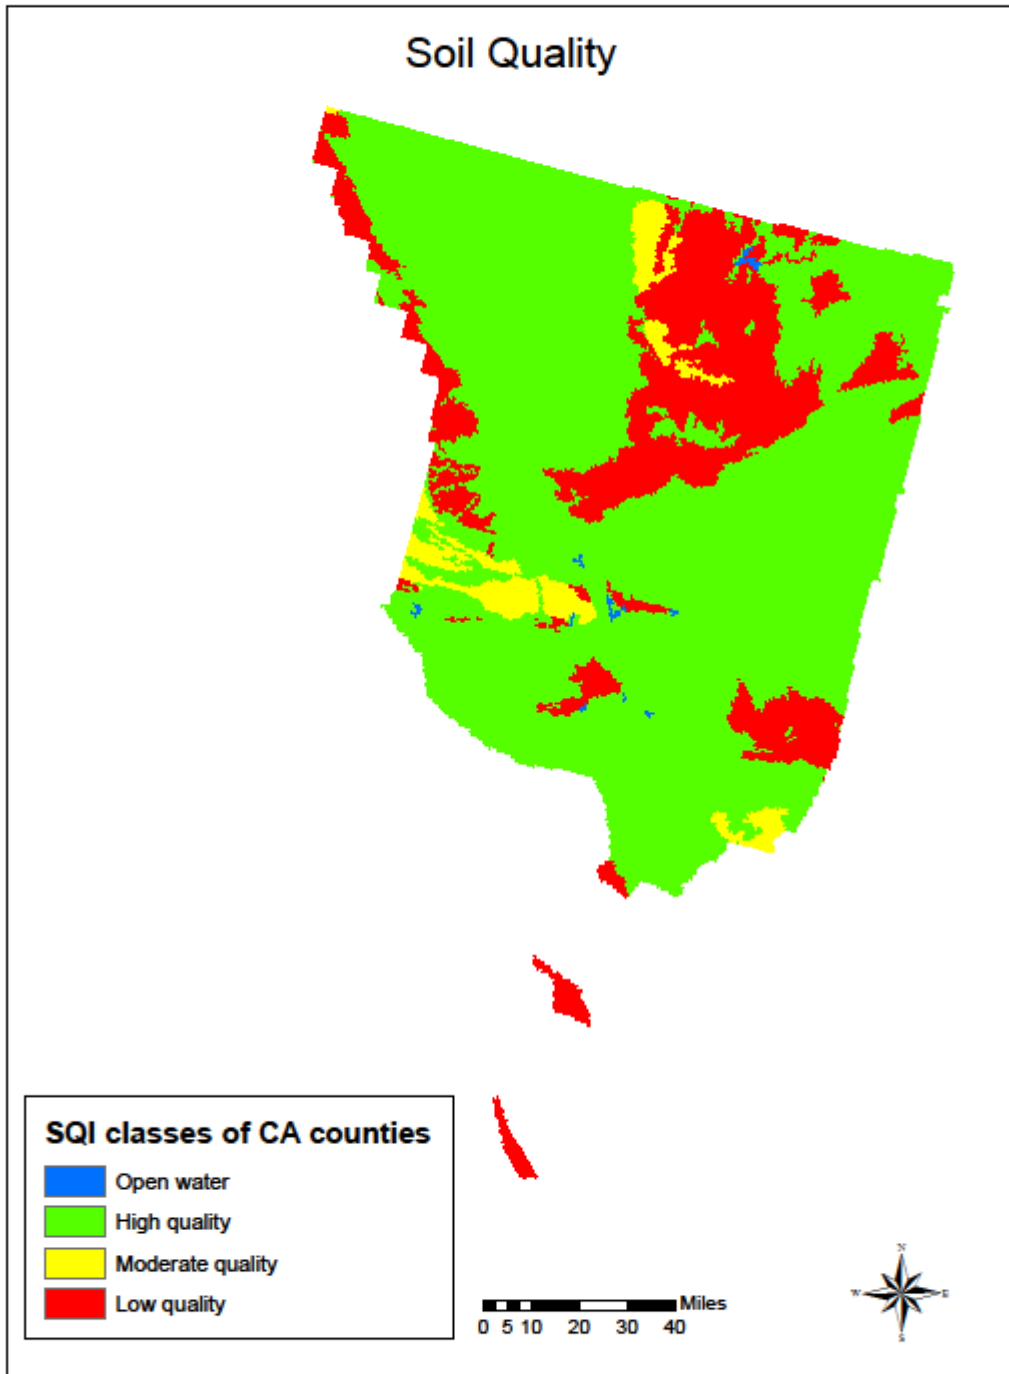 Soil Quality
SQI classes of CA counties
Open water
High quality
Moderate quality
Low quality
Miles
0 5 10 20 30 40
N
W E
S